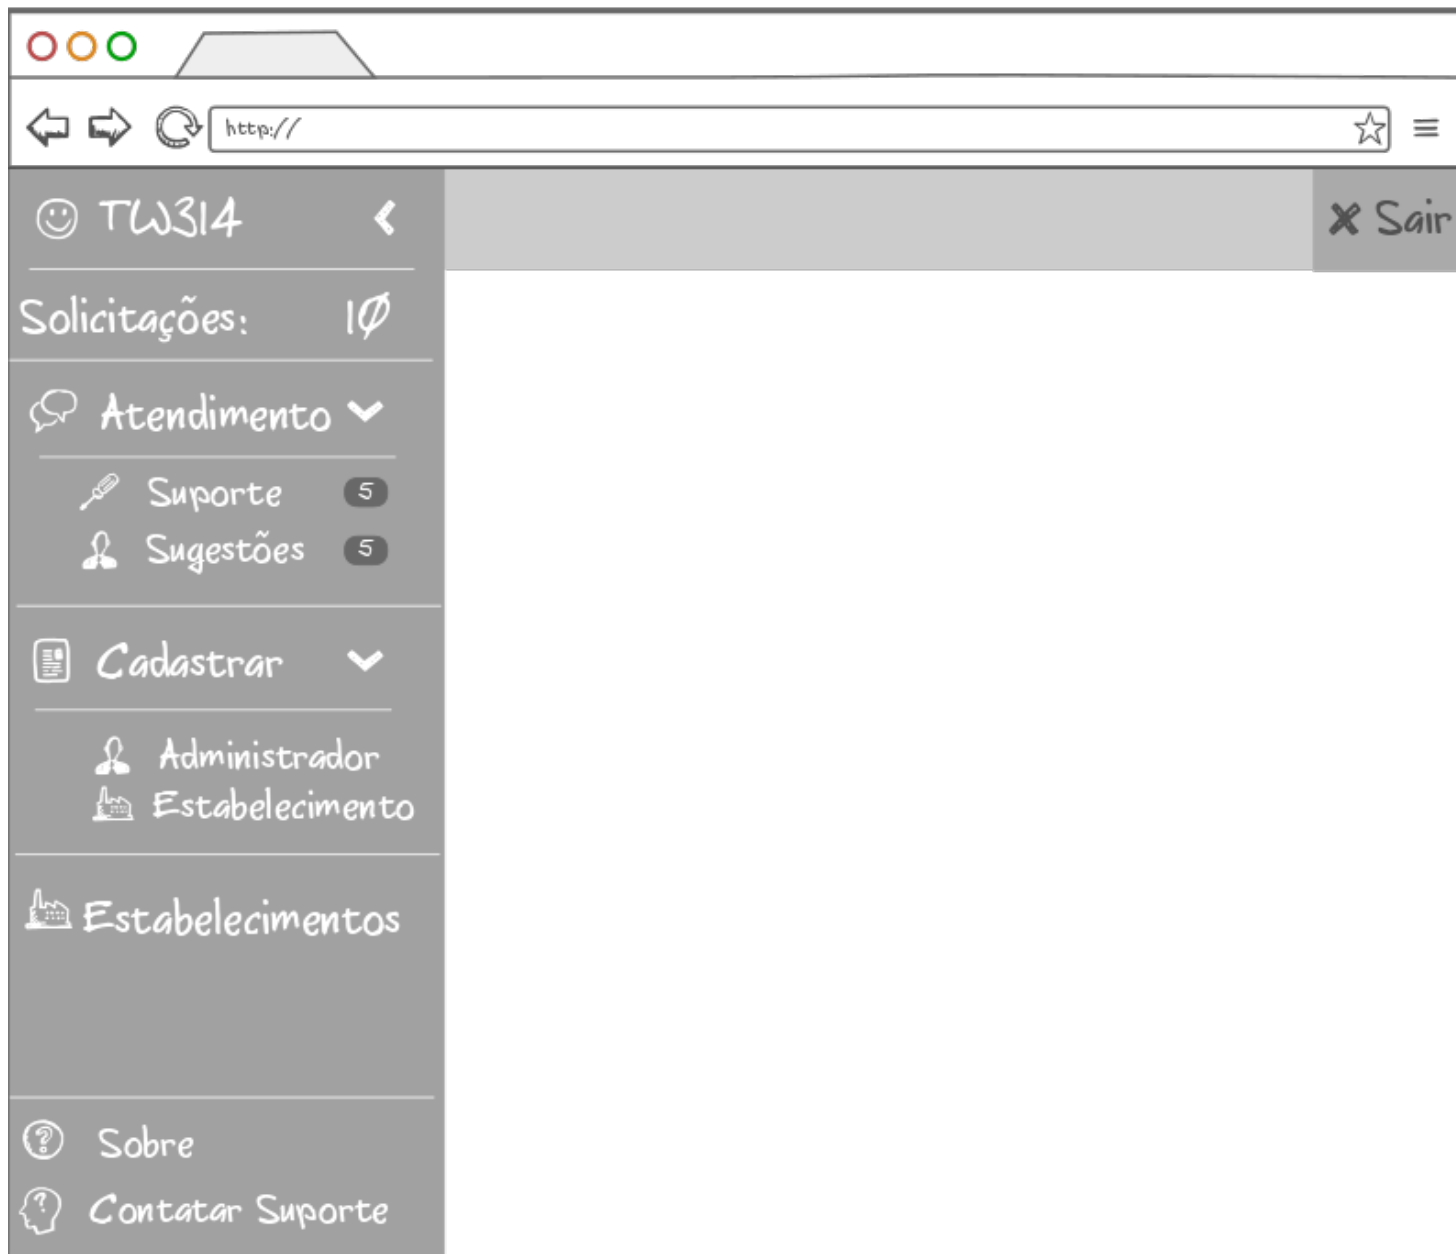 http://
TW314
Sair
Solicitações: 10
Atendimento
Suporte 5
Sugestões 5
Cadastrar
Administrador
Estabelecimento
Estabelecimentos
Sobre
Contatar Suporte